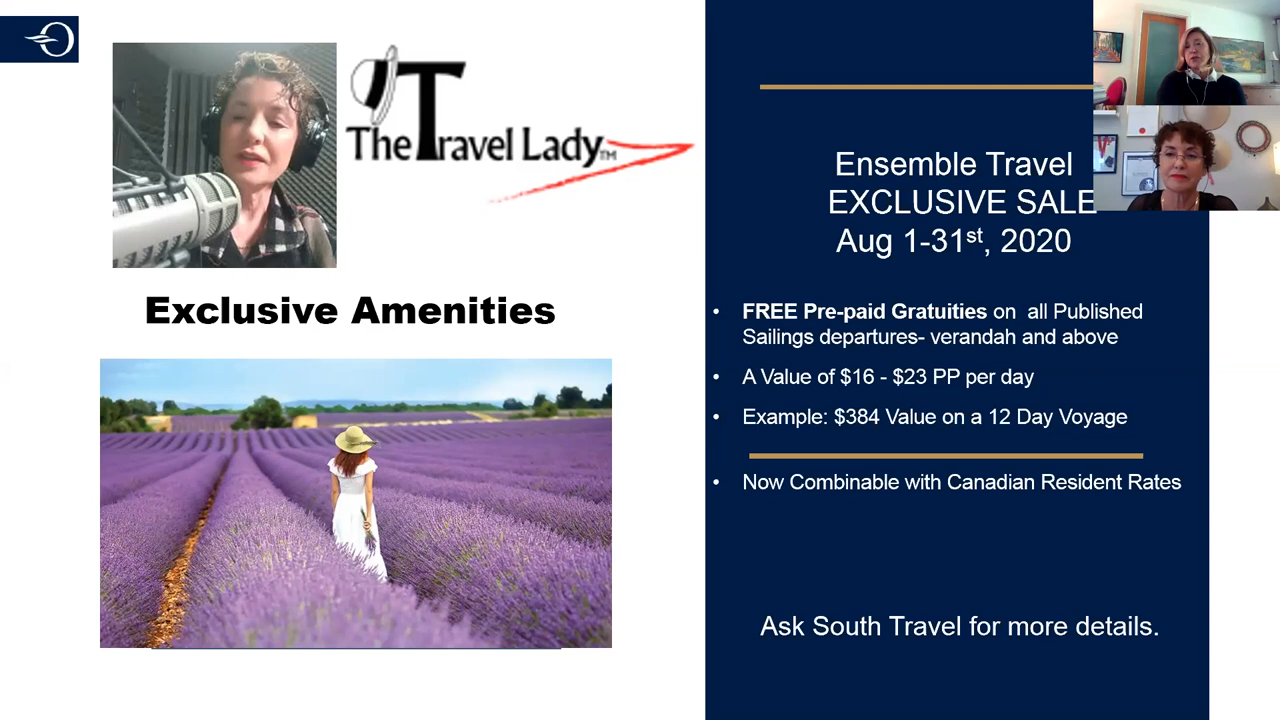 The Travel Lady™
Exclusive Amenities
Ensemble Travel
EXCLUSIVE SALE
Aug 1-31st, 2020
• FREE Pre-paid Gratuities on all Published
Sailings departures- verandah and above
• A Value of $16 - $23 PP per day
• Example: $384 Value on a 12 Day Voyage
• Now Combinable with Canadian Resident Rates
Ask South Travel for more details.